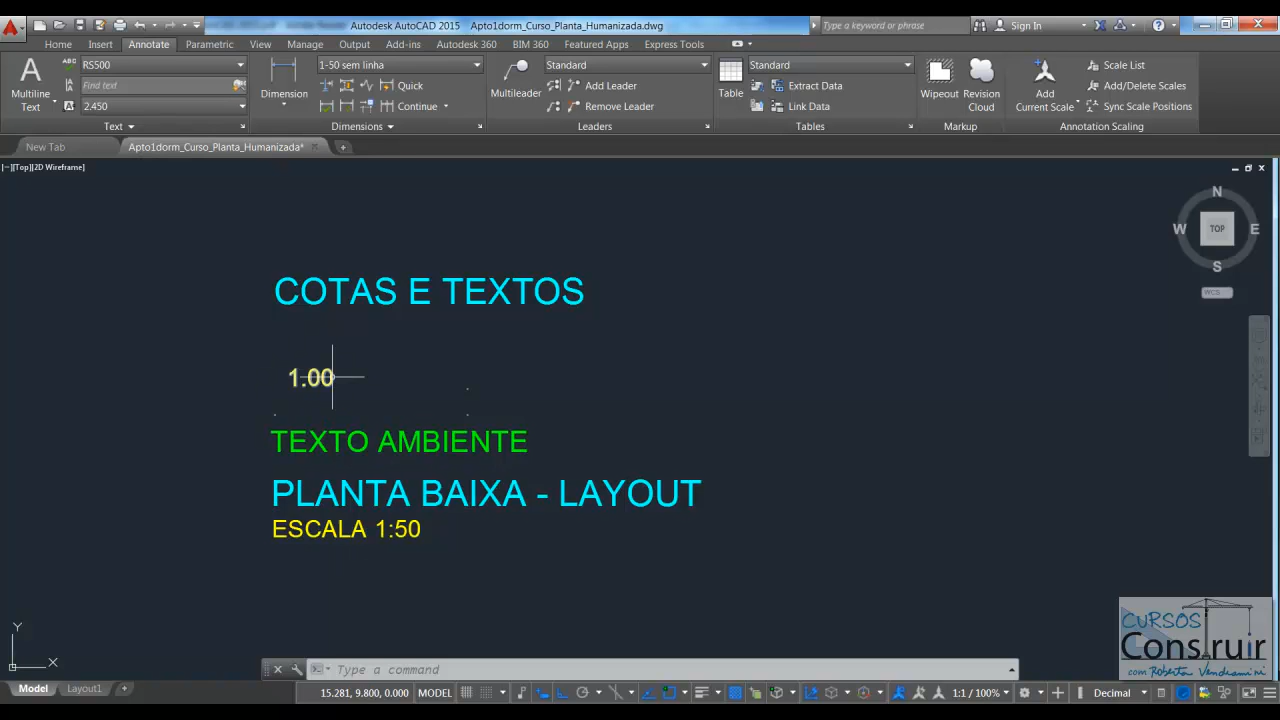 Autodesk AutoCAD 2015 Apto1dorm_Curso_Planta_Humanizada.dwg
Type a keyword or phrase
Sign In
Home Insert Annotate Parametric View Manage Output Add-ins Autodesk 360 BIM 360 Featured Apps Express Tools
Multiline Text
ABC
RS500
Find text
2.450
Text
Dimension
1-50 sem linha
Quick
Continue
Dimensions
Multileader
Standard
Add Leader
Remove Leader
Leaders
Table
Standard
Extract Data
Link Data
Tables
Wipeout
Revision Cloud
Markup
Add Current Scale
Scale List
Add/Delete Scales
Sync Scale Positions
Annotation Scaling
New Tab
Apto1dorm_Curso_Planta_Humanizada*
[−][Top][2D Wireframe]
N
W TOP E
S
WCS
COTAS E TEXTOS
1.00
TEXTO AMBIENTE
PLANTA BAIXA - LAYOUT
ESCALA 1:50
Y
X
CURSOS
Construir
com Roberta Vendramini
Type a command
Model Layout1
15.281, 9.800, 0.000 MODEL
1:1 / 100%
Decimal